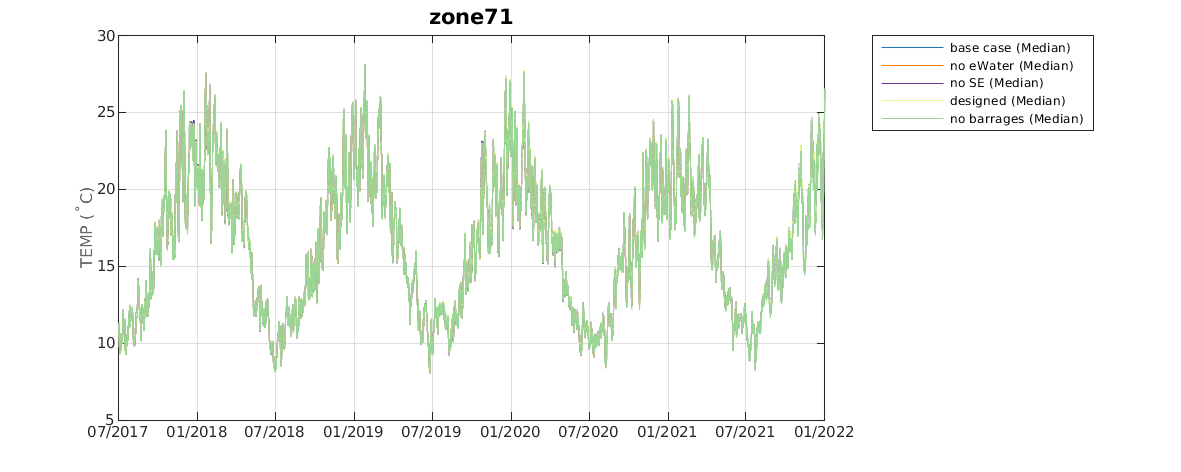 zone71
30
25
20
15
10
5
TEMP (˚C)
07/2017 01/2018 07/2018 01/2019 07/2019 01/2020 07/2020 01/2021 07/2021 01/2022
base case (Median)
no eWater (Median)
no SE (Median)
designed (Median)
no barrages (Median)